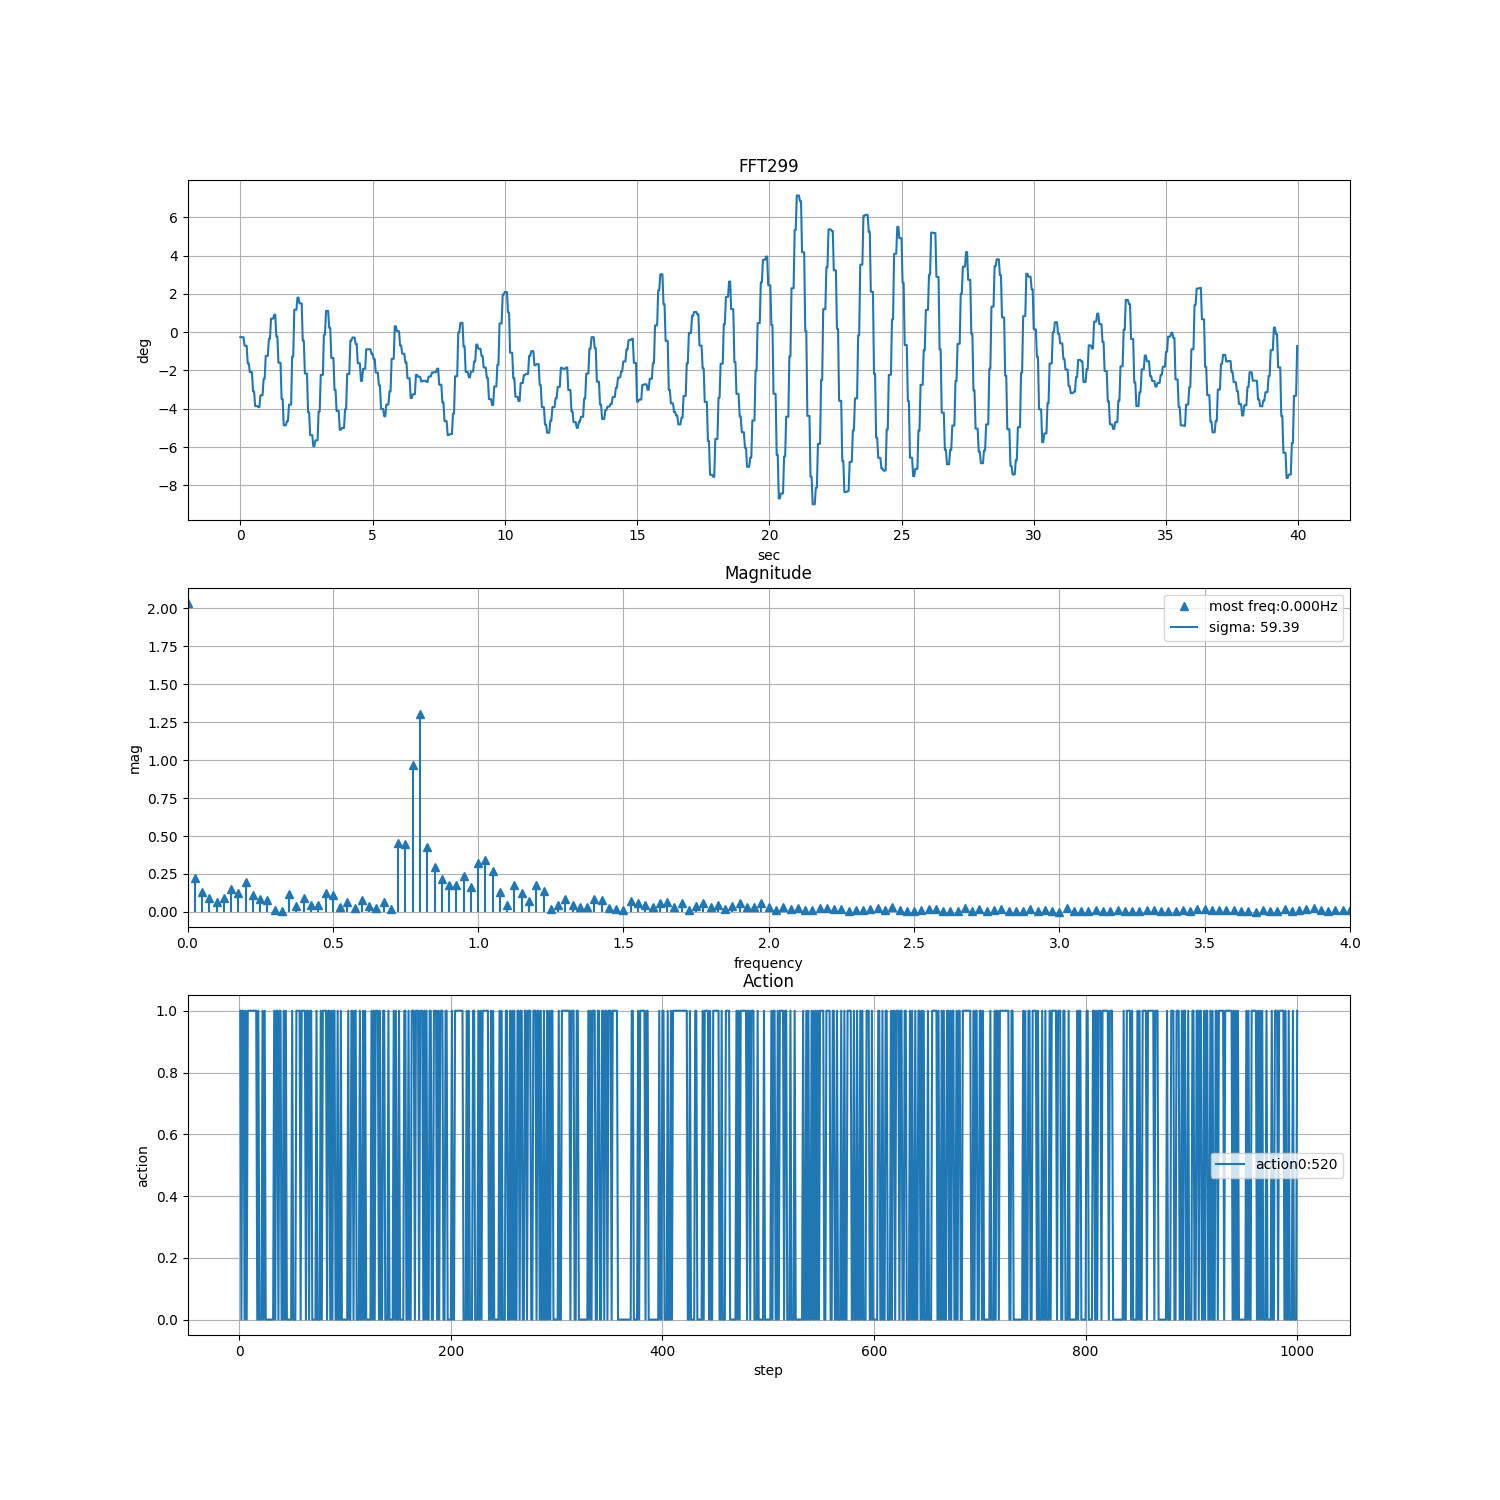 FFT299
deg
6
4
2
0
−2
−4
−6
−8
0 5 10 15 20 25 30 35 40
sec
Magnitude
mag
2.00
1.75
1.50
1.25
1.00
0.75
0.50
0.25
0.00
most freq:0.000Hz
sigma: 59.39
0.0 0.5 1.0 1.5 2.0 2.5 3.0 3.5 4.0
frequency
Action
action
1.0
0.8
0.6
0.4
0.2
0.0
action0:520
0 200 400 600 800 1000
step